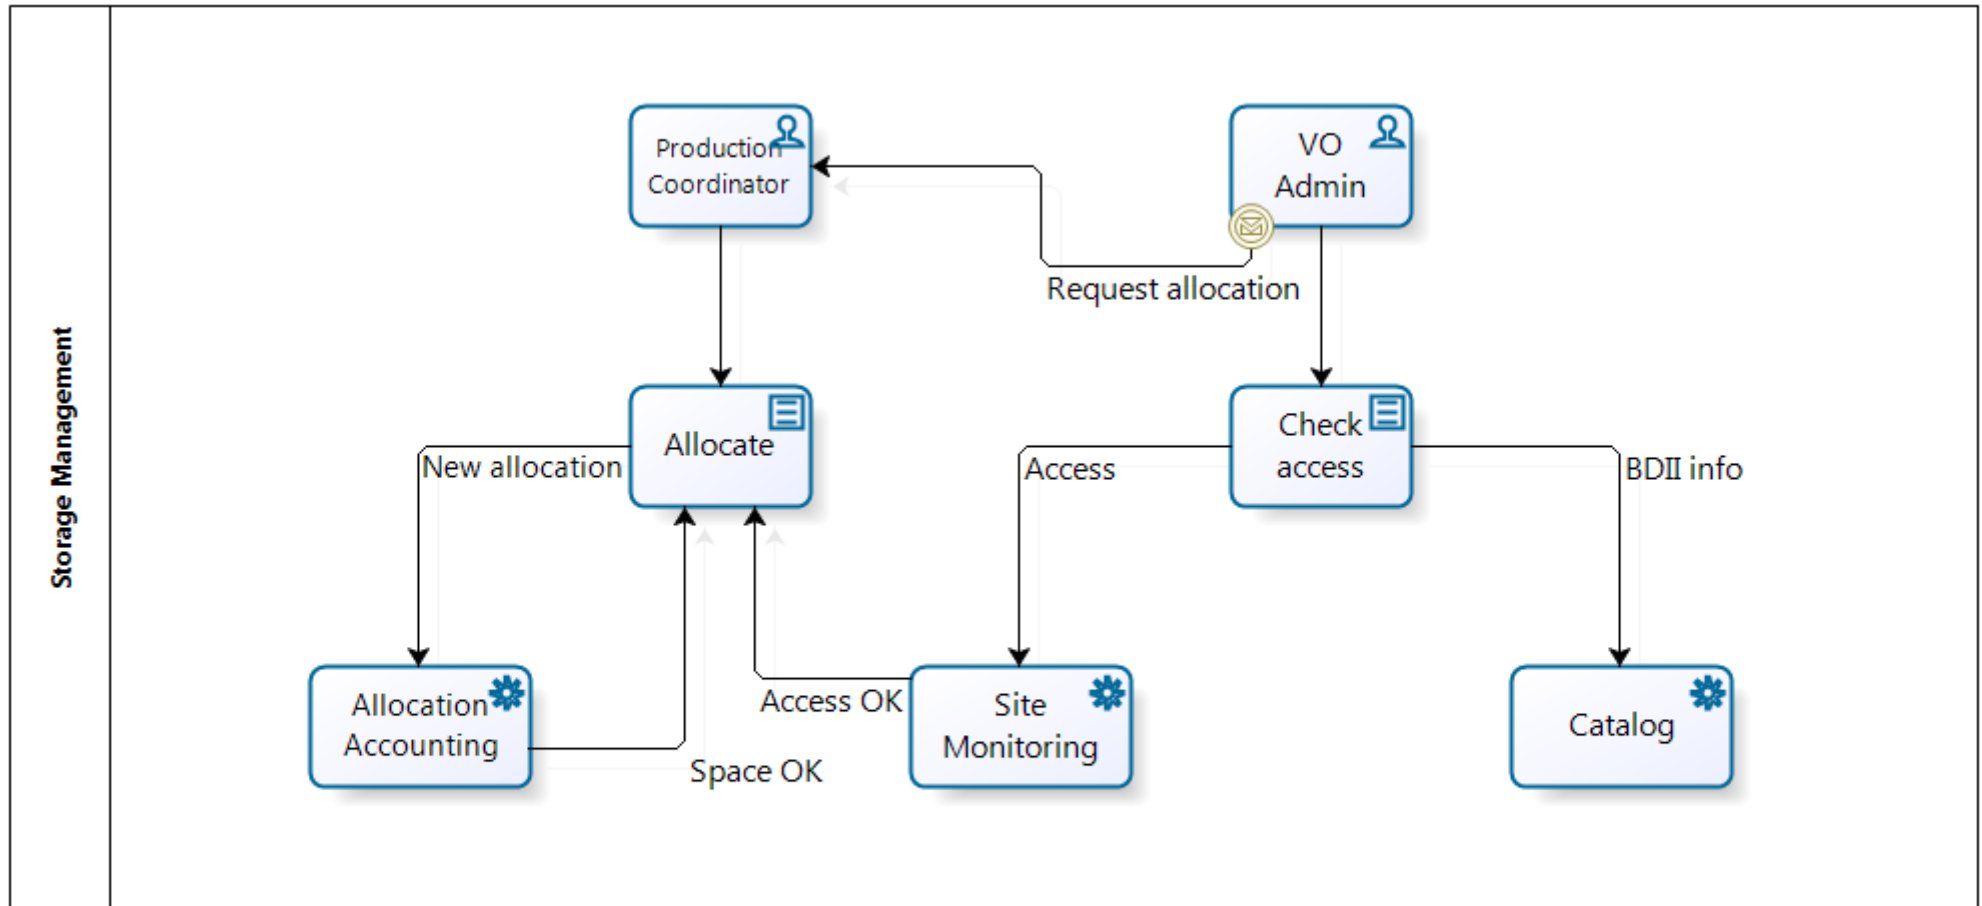 Storage Management
Production
Coordinator
VO
Admin
Request allocation
Allocate
Check
access
New allocation
Access
BDII info
Allocation
Accounting
Space OK
Access OK
Site
Monitoring
Catalog